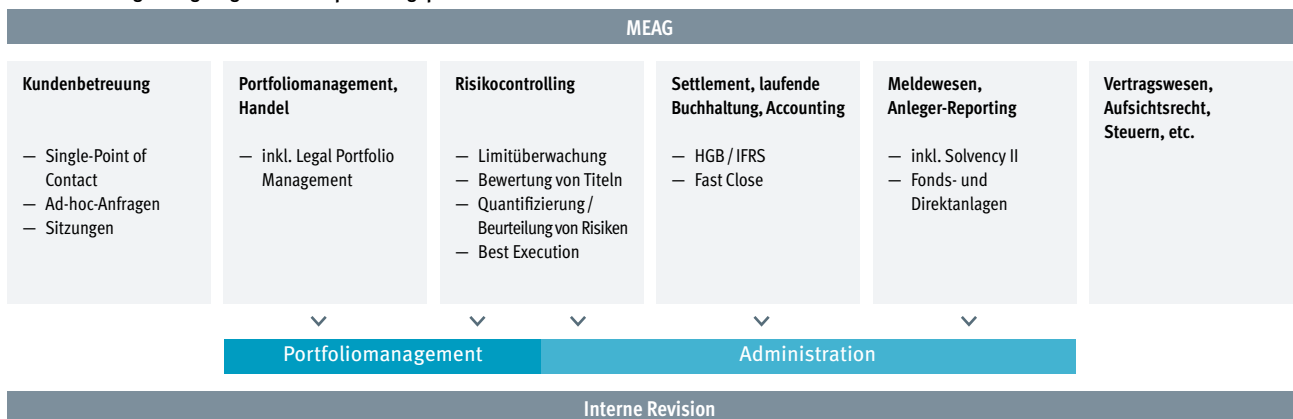 MEAG
Kundenbetreuung
— Single-Point of
Contact
— Ad-hoc-Anfragen
— Sitzungen
Portfoliomanagement,
Handel
— inkl. Legal Portfolio
Management
Risikocontrolling
— Limitüberwachung
— Bewertung von Titeln
— Quantifizierung /
Beurteilung von Risiken
— Best Execution
Settlement, laufende
Buchhaltung, Accounting
— HGB / IFRS
— Fast Close
Meldewesen,
Anleger-Reporting
— inkl. Solvency II
— Fonds- und
Direktanlagen
Vertragswesen,
Aufsichtsrecht,
Steuern, etc.
Portfoliomanagement
Administration
Interne Revision